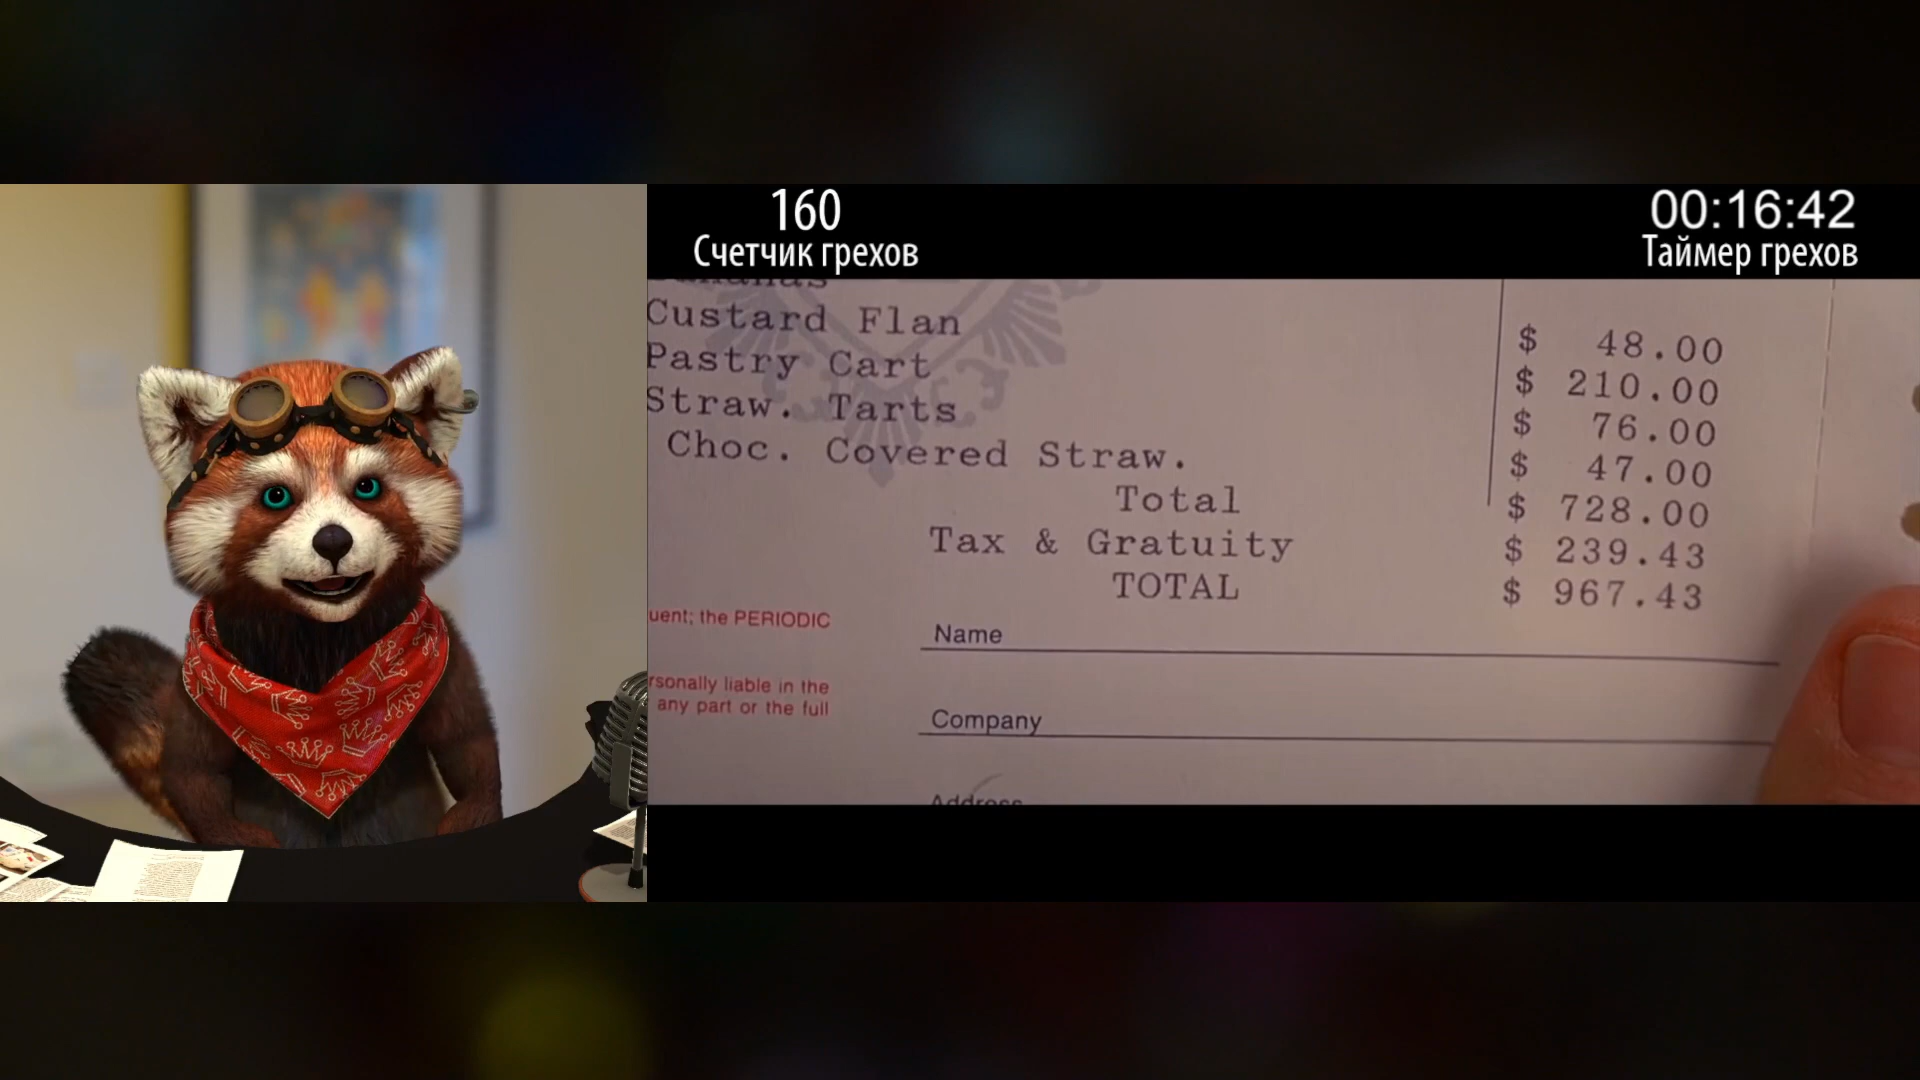 160
Счетчик грехов
00:16:42
Таймер грехов
Bananas
Custard Flan $ 48.00
Pastry Cart $ 210.00
Straw. Tarts $ 76.00
Choc. Covered Straw. $ 47.00
Total $ 728.00
Tax & Gratuity $ 239.43
TOTAL $ 967.43
uent; the PERIODIC
Name
rsonally liable in the
any part or the full
Company
Address